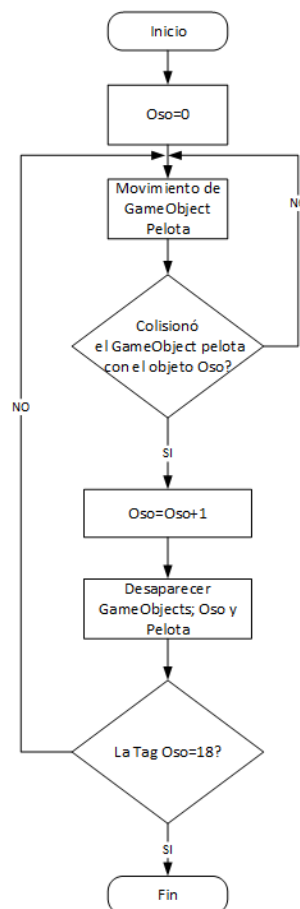 Inicio
Oso=0
Movimiento de
GameObject
Pelota
NO
Colisionó
el GameObject pelota
con el objeto Oso?
NO
SI
Oso=Oso+1
Desaparecer
GameObjects; Oso y
Pelota
La Tag Oso=18?
SI
Fin